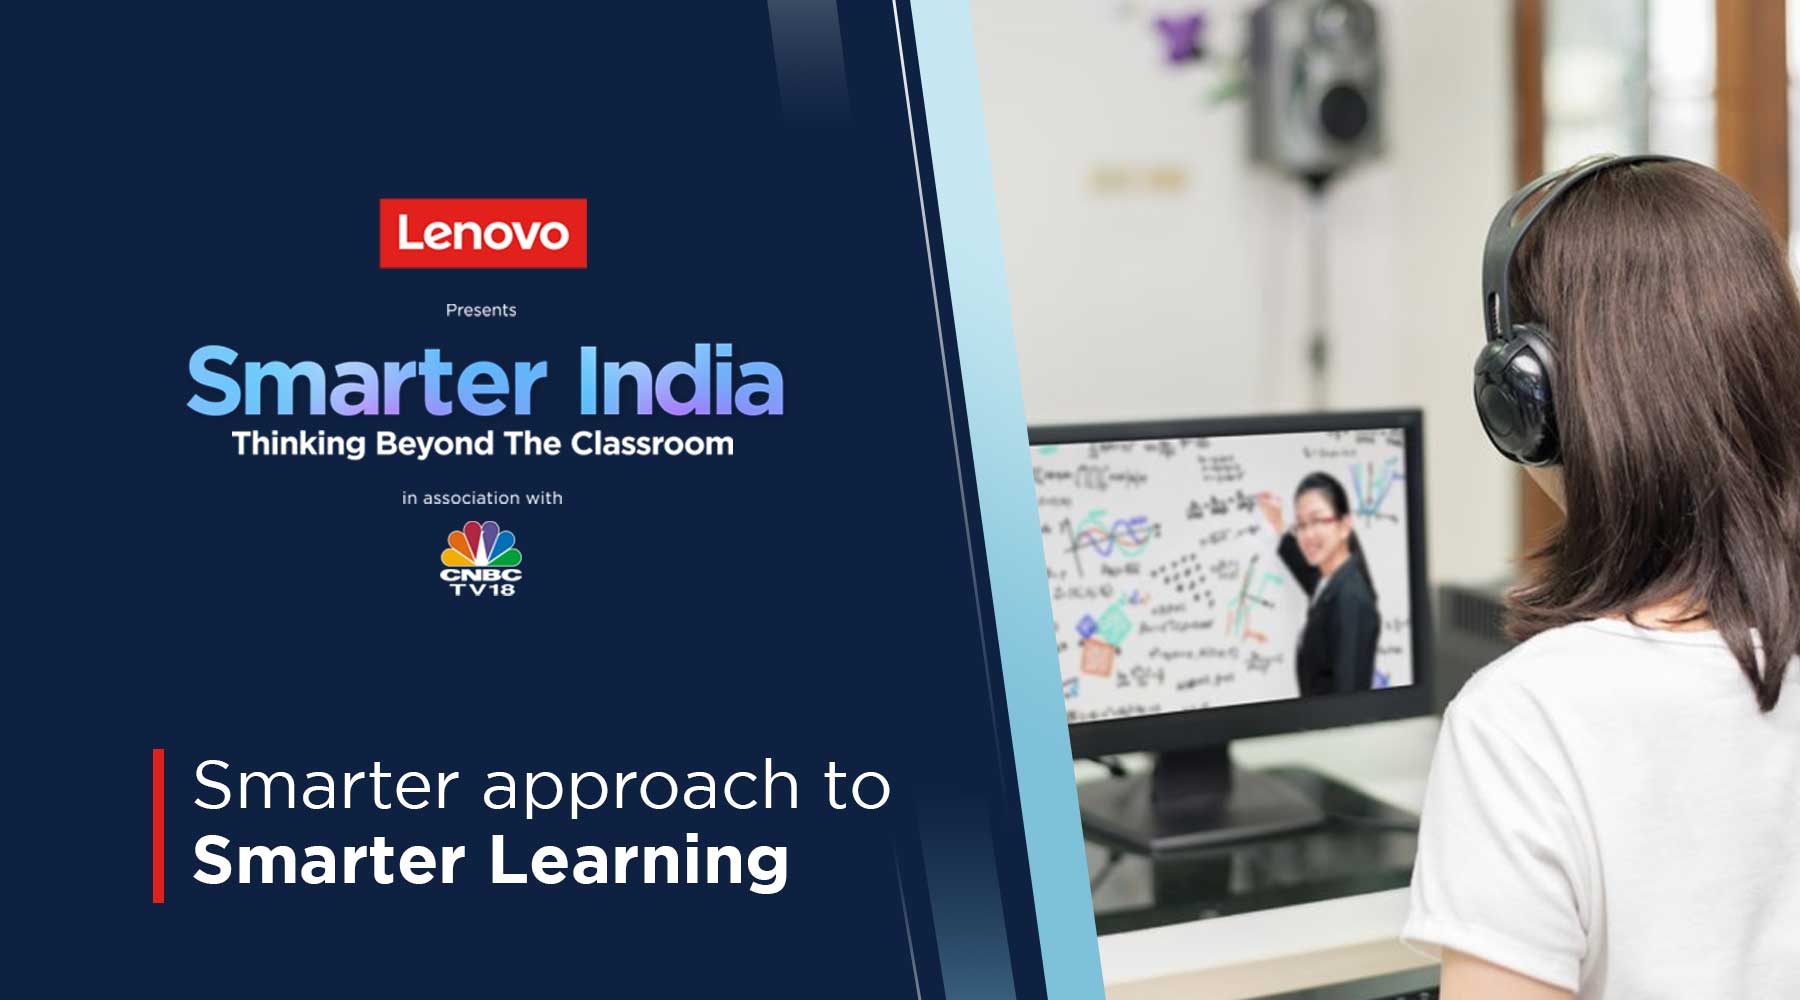 Lenovo
Presents
Smarter India
Thinking Beyond The Classroom
in association with
CNBC
TV18
Smarter approach to
Smarter Learning